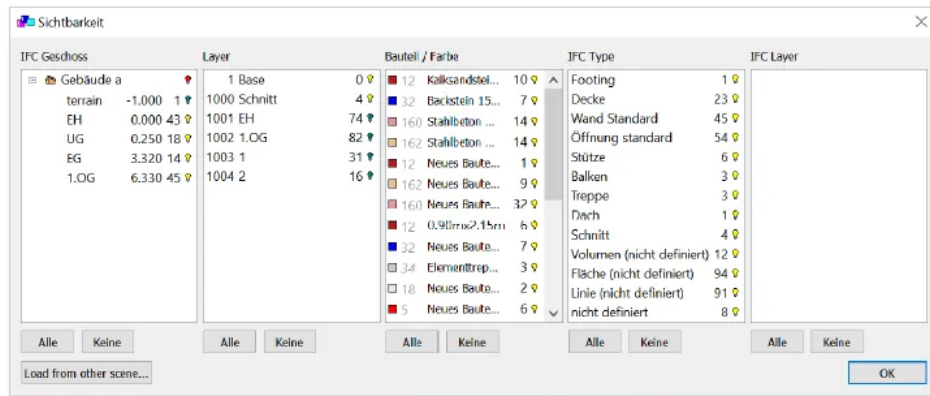 Sichtbarkeit
IFC Geschoss
Gebäude a
terrain -1.000 1
EH 0.000 43
UG 0.250 18
EG 3.320 14
1.OG 6.330 45
Alle Keine
Layer
1 Base 0
1000 Schnitt 4
1001 EH 74
1002 1.OG 82
1003 1 31
1004 2 16
Alle Keine
Bauteil / Farbe
12 Kalksandstei... 10
32 Backstein 15... 7
160 Stahlbeton ... 14
162 Stahlbeton ... 14
12 Neues Baute... 1
162 Neues Baute... 9
160 Neues Baute... 32
12 0.90mx2.15m 6
32 Neues Baute... 7
34 Elementtrep... 3
18 Neues Baute... 2
5 Neues Baute... 6
Alle Keine
IFC Type
Footing 1
Decke 23
Wand Standard 45
Öffnung standard 54
Stütze 6
Balken 3
Treppe 3
Dach 1
Schnitt 4
Volumen (nicht definiert) 12
Fläche (nicht definiert) 94
Linie (nicht definiert) 91
nicht definiert 8
Alle Keine
IFC Layer
Alle Keine
Load from other scene...
OK